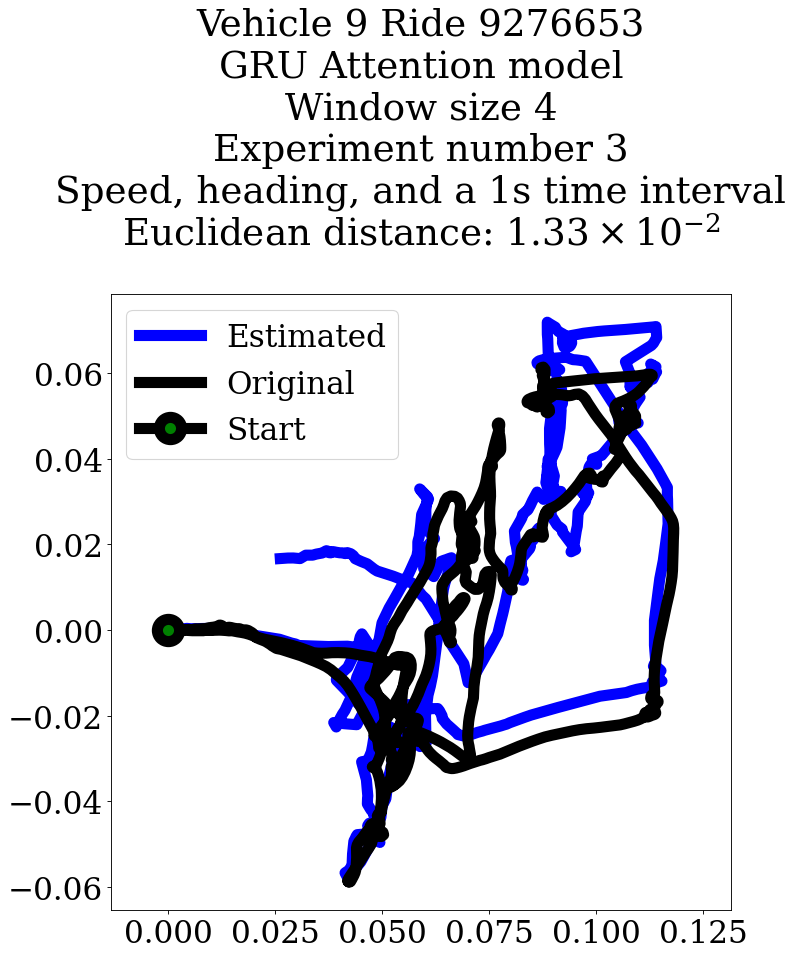 Vehicle 9 Ride 9276653
GRU Attention model
Window size 4
Experiment number 3
Speed, heading, and a 1s time interval
Euclidean distance: 1.33 × 10⁻²
Estimated
Original
Start
0.06
0.04
0.02
0.00
−0.02
−0.04
−0.06
0.000 0.025 0.050 0.075 0.100 0.125